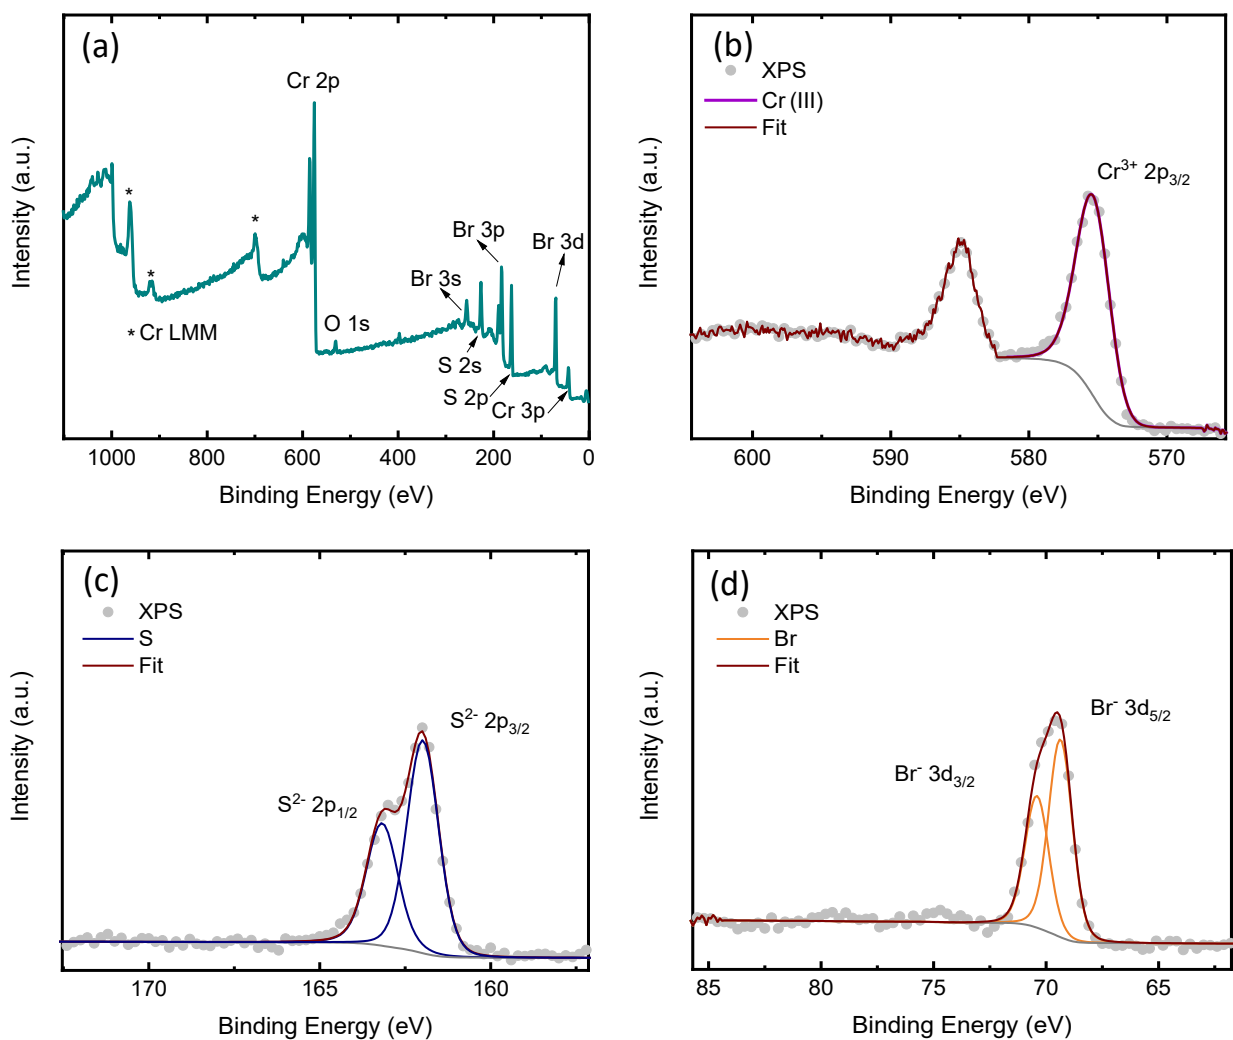 (a)
Cr 2p
*
*
*
* Cr LMM
O 1s
Br 3s
Br 3p
Br 3d
S 2s
S 2p
Cr 3p
1000 800 600 400 200 0
Binding Energy (eV)
Intensity (a.u.)
(b)
XPS
Cr (III)
Fit
Cr³⁺ 2p₃/₂
600 590 580 570
Binding Energy (eV)
Intensity (a.u.)
(c)
XPS
S
Fit
S²⁻ 2p₃/₂
S²⁻ 2p₁/₂
170 165 160
Binding Energy (eV)
Intensity (a.u.)
(d)
XPS
Br
Fit
Br⁻ 3d₅/₂
Br⁻ 3d₃/₂
85 80 75 70 65
Binding Energy (eV)
Intensity (a.u.)